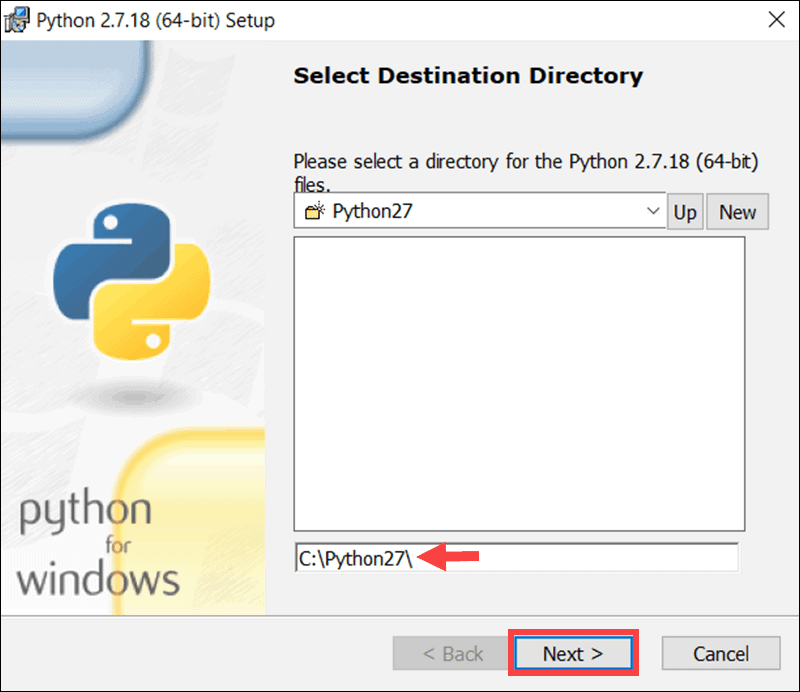 Python 2.7.18 (64-bit) Setup
Select Destination Directory
Please select a directory for the Python 2.7.18 (64-bit)
files.
Python27
Up
New
C:\Python27\
python
for
windows
< Back
Next >
Cancel